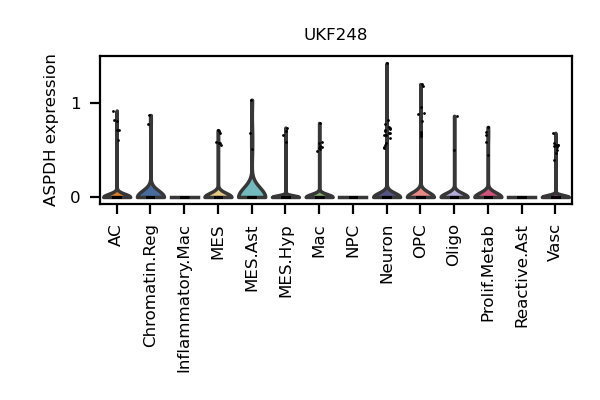 UKF248
ASPDH expression
1
0
AC
Chromatin.Reg
Inflammatory.Mac
MES
MES.Ast
MES.Hyp
Mac
NPC
Neuron
OPC
Oligo
Prolif.Metab
Reactive.Ast
Vasc